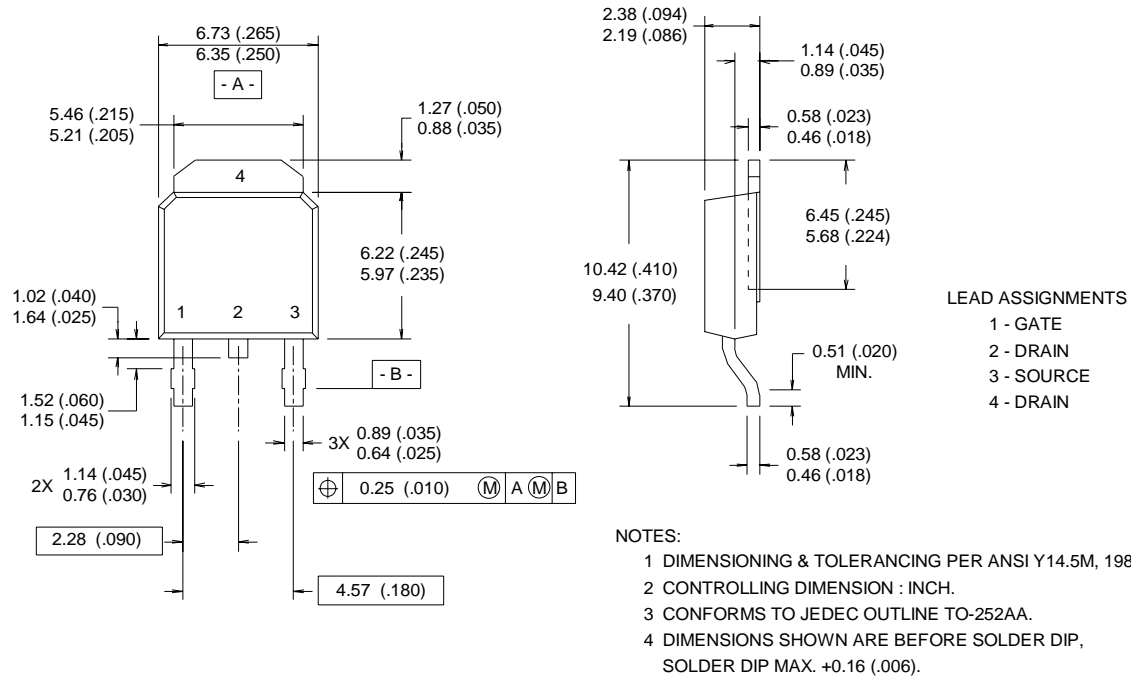 6.73 (.265)
6.35 (.250)
- A -
5.46 (.215)
5.21 (.205)
1.27 (.050)
0.88 (.035)
4
6.22 (.245)
5.97 (.235)
1.02 (.040)
1.64 (.025)
1 2 3
- B -
1.52 (.060)
1.15 (.045)
3X 0.89 (.035)
0.64 (.025)
2X 1.14 (.045)
0.76 (.030)
⌖ 0.25 (.010) Ⓜ A Ⓜ B
2.28 (.090)
4.57 (.180)
2.38 (.094)
2.19 (.086)
1.14 (.045)
0.89 (.035)
0.58 (.023)
0.46 (.018)
6.45 (.245)
5.68 (.224)
10.42 (.410)
9.40 (.370)
0.51 (.020)
MIN.
0.58 (.023)
0.46 (.018)
LEAD ASSIGNMENTS
1 - GATE
2 - DRAIN
3 - SOURCE
4 - DRAIN
NOTES:
1 DIMENSIONING & TOLERANCING PER ANSI Y14.5M, 198
2 CONTROLLING DIMENSION : INCH.
3 CONFORMS TO JEDEC OUTLINE TO-252AA.
4 DIMENSIONS SHOWN ARE BEFORE SOLDER DIP,
SOLDER DIP MAX. +0.16 (.006).